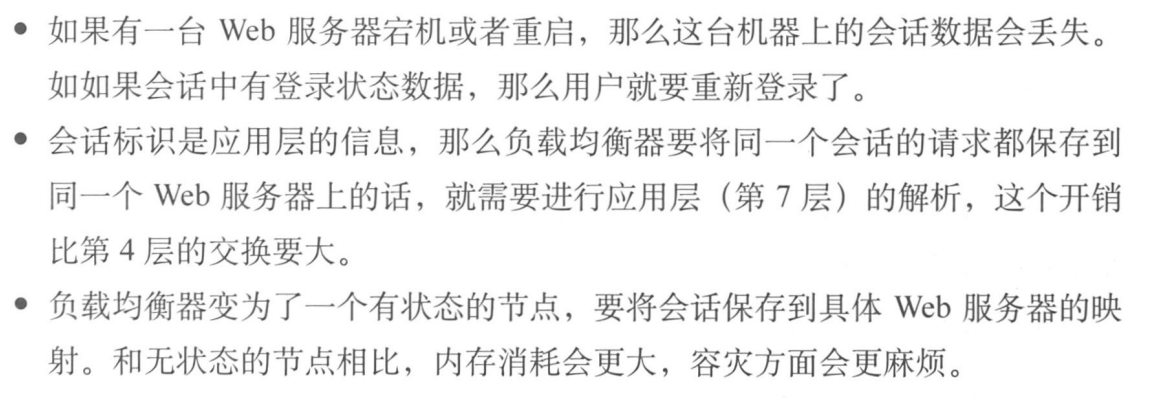 • 如果有一台 Web 服务器宕机或者重启，那么这台机器上的会话数据会丢失。
如如果会话中有登录状态数据，那么用户就要重新登录了。
• 会话标识是应用层的信息，那么负载均衡器要将同一个会话的请求都保存到
同一个 Web 服务器上的话，就需要进行应用层（第 7 层）的解析，这个开销
比第 4 层的交换要大。
• 负载均衡器变为了一个有状态的节点，要将会话保存到具体 Web 服务器的映
射。和无状态的节点相比，内存消耗会更大，容灾方面会更麻烦。